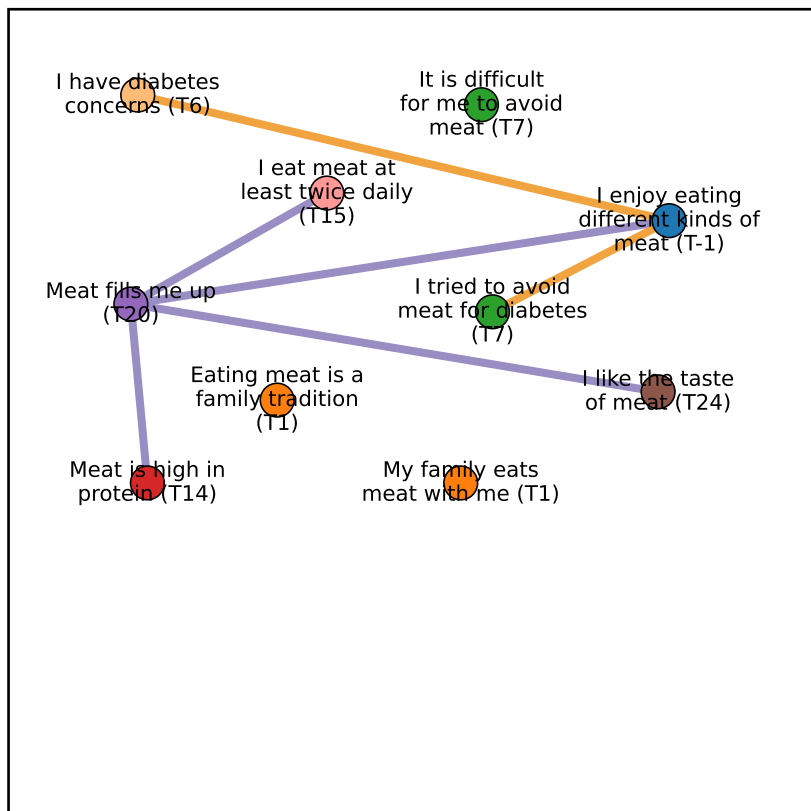 I have diabetes
concerns (T6)
It is difficult
for me to avoid
meat (T7)
I eat meat at
least twice daily
(T15)
I enjoy eating
different kinds of
meat (T-1)
Meat fills me up
(T20)
I tried to avoid
meat for diabetes
(T7)
Eating meat is a
family tradition
(T1)
I like the taste
of meat (T24)
Meat is high in
protein (T14)
My family eats
meat with me (T1)